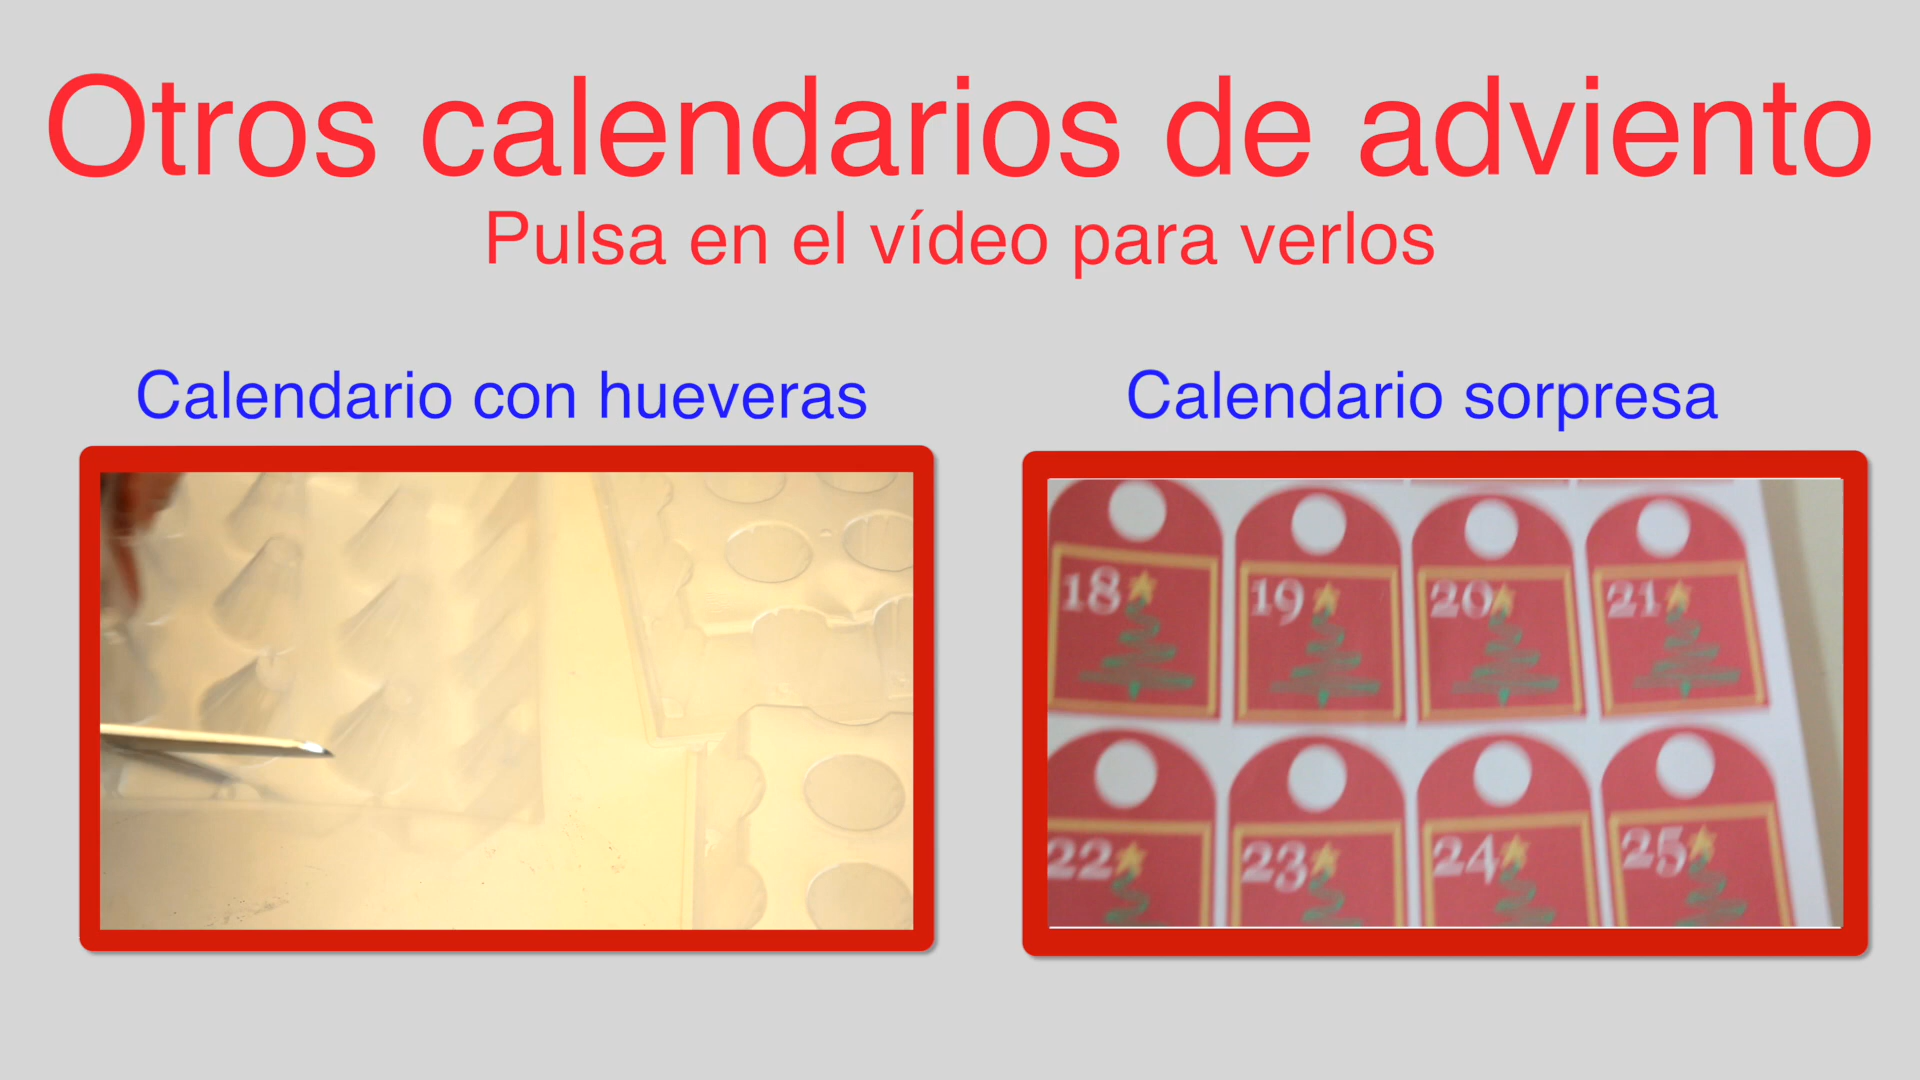 Otros calendarios de adviento
Pulsa en el vídeo para verlos
Calendario con hueveras
Calendario sorpresa
18 19 20 21
22 23 24 25